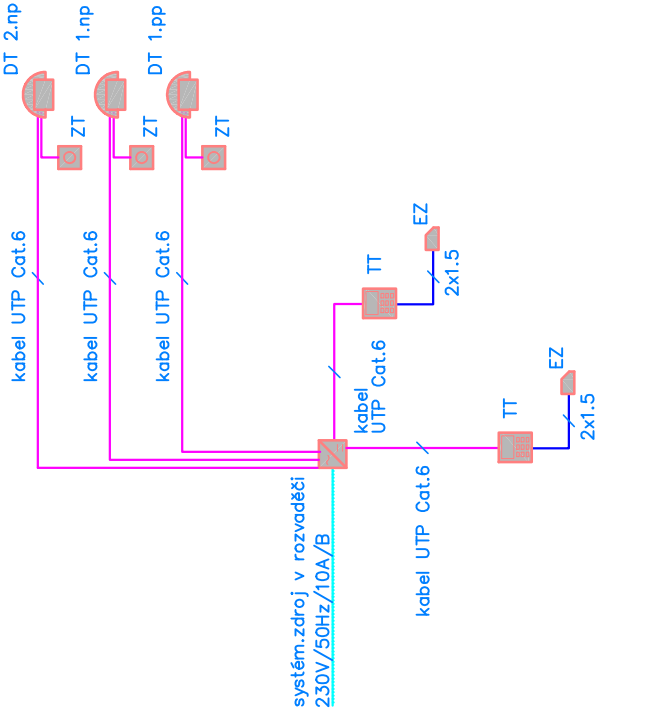 DT 2.np
DT 1.np
DT 1.pp
ZT
ZT
ZT
kabel UTP Cat.6
kabel UTP Cat.6
kabel UTP Cat.6
EZ
TT
2x1.5
kabel
UTP Cat.6
EZ
TT
2x1.5
kabel UTP Cat.6
systém.zdroj v rozvaděči
230V/50Hz/10A/B